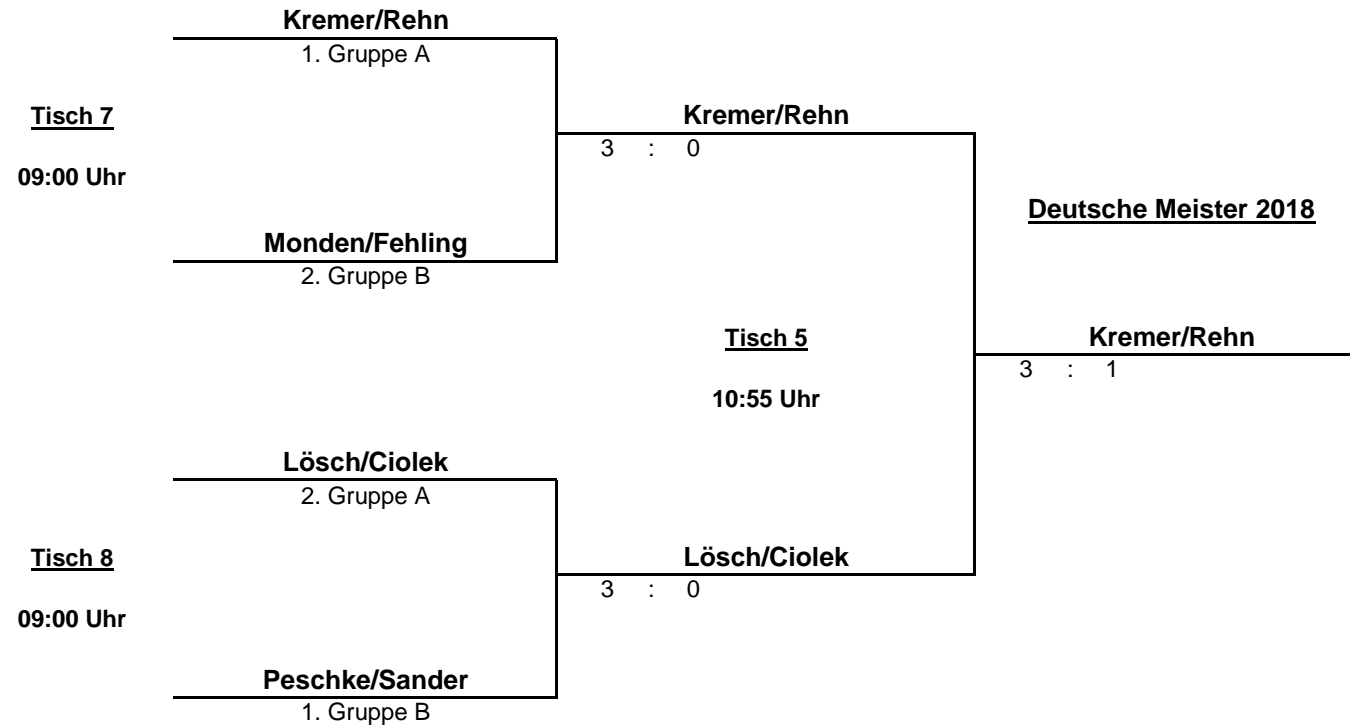 Kremer/Rehn
1. Gruppe A
Tisch 7
Kremer/Rehn
3 : 0
09:00 Uhr
Deutsche Meister 2018
Monden/Fehling
2. Gruppe B
Tisch 5
Kremer/Rehn
3 : 1
10:55 Uhr
Lösch/Ciolek
2. Gruppe A
Tisch 8
Lösch/Ciolek
3 : 0
09:00 Uhr
Peschke/Sander
1. Gruppe B